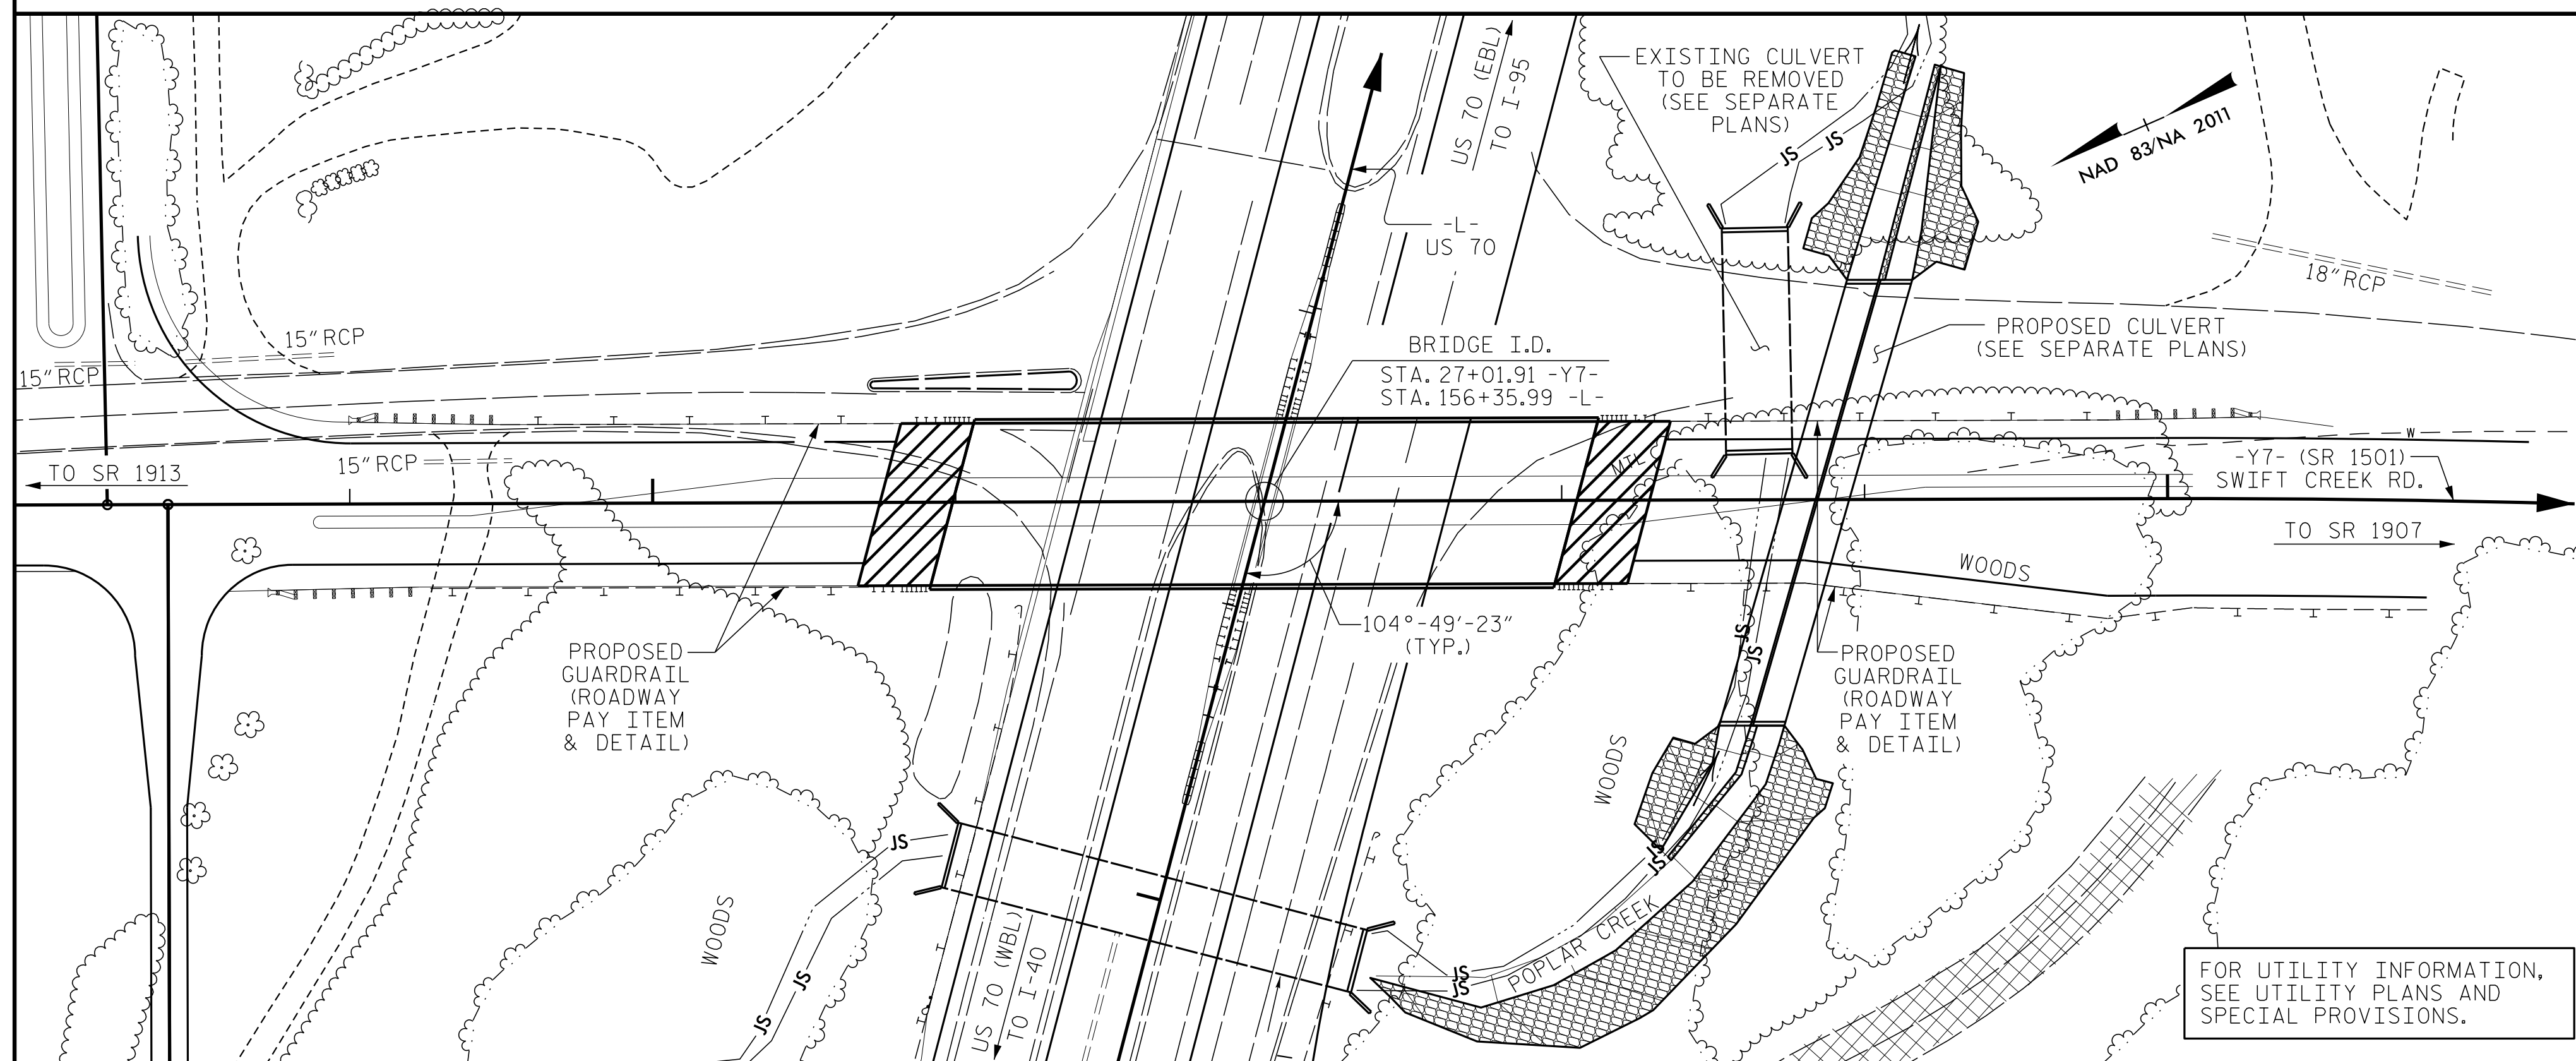 EXISTING CULVERT
TO BE REMOVED
(SEE SEPARATE
PLANS)
US 70 (EBL)
TO I-95
JS
JS
NAD 83/NA 2011
-L-
US 70
18" RCP
15" RCP
15" RCP
BRIDGE I.D.
STA. 27+01.91 -Y7-
STA. 156+35.99 -L-
PROPOSED CULVERT
(SEE SEPARATE PLANS)
W
15" RCP
TO SR 1913
MTL
-Y7- (SR 1501)
SWIFT CREEK RD.
TO SR 1907
WOODS
104°-49'-23"
(TYP.)
JS
JS
PROPOSED
GUARDRAIL
(ROADWAY
PAY ITEM
& DETAIL)
PROPOSED
GUARDRAIL
(ROADWAY
PAY ITEM
& DETAIL)
WOODS
JS
JS
JS
WOODS
JS
JS
US 70 (WBL)
TO I-40
JS
JS
POPLAR CREEK
FOR UTILITY INFORMATION,
SEE UTILITY PLANS AND
SPECIAL PROVISIONS.